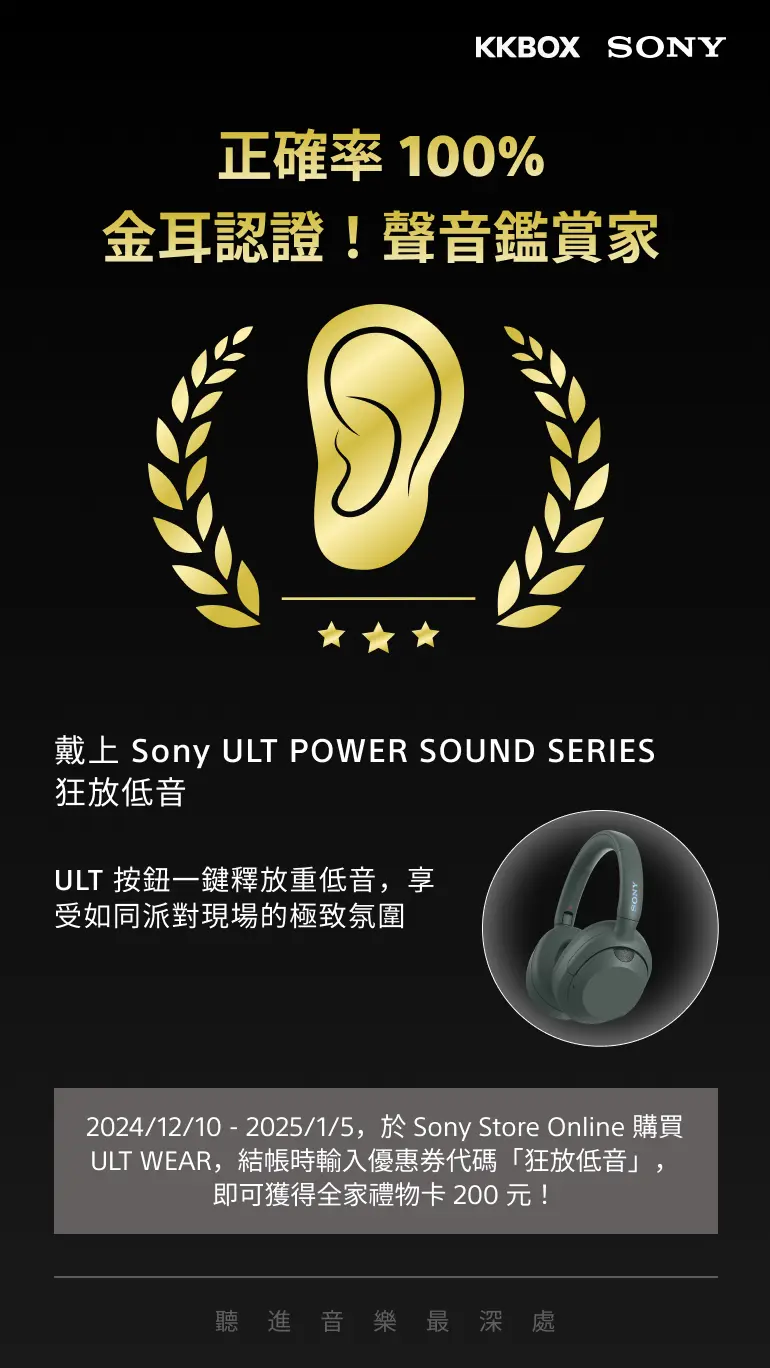 KKBOX SONY
正確率 100%
金耳認證！聲音鑑賞家
戴上 Sony ULT POWER SOUND SERIES
狂放低音
ULT 按鈕一鍵釋放重低音，享
受如同派對現場的極致氛圍
SONY
2024/12/10 - 2025/1/5，於 Sony Store Online 購買
ULT WEAR，結帳時輸入優惠券代碼「狂放低音」，
即可獲得全家禮物卡 200 元！
聽進音樂最深處